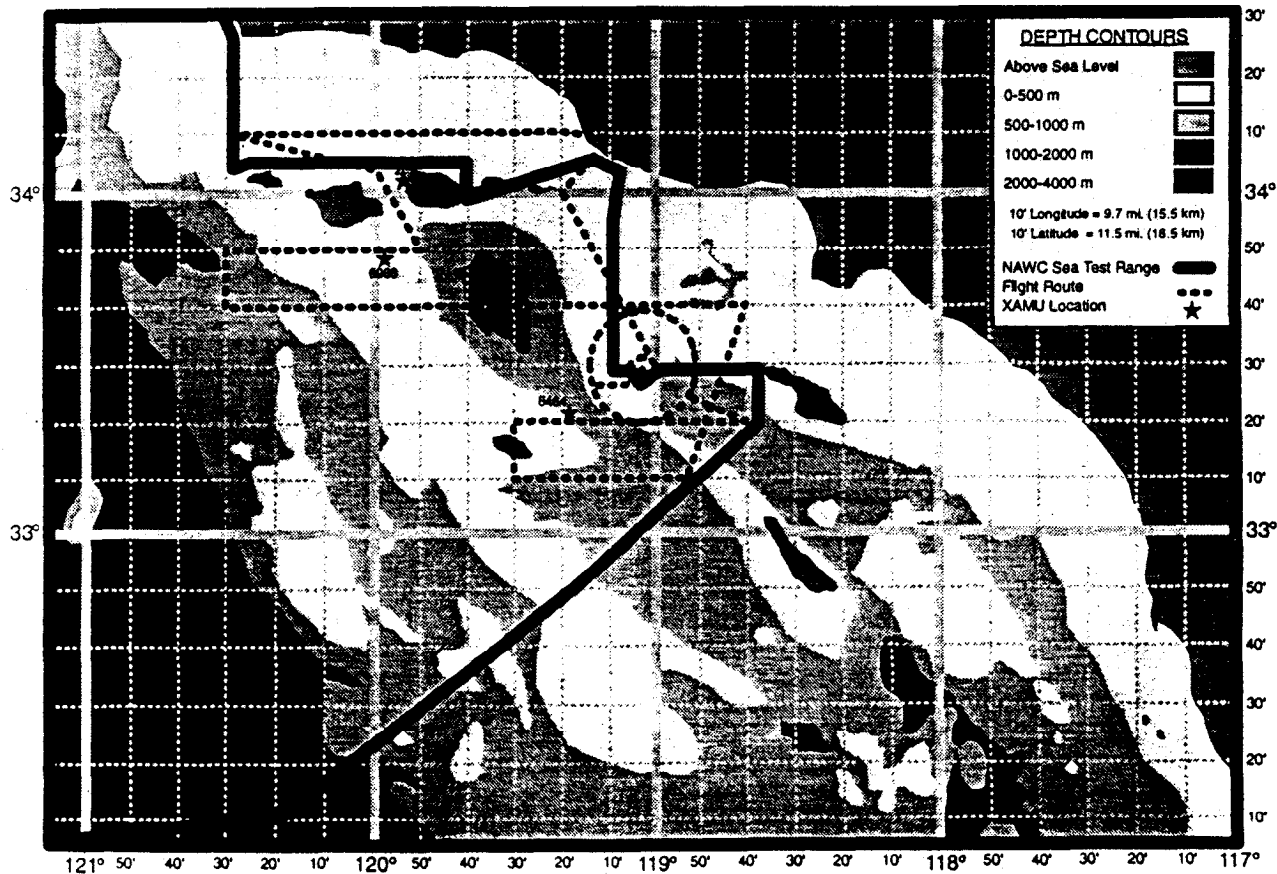 30'
DEPTH CONTOURS
Above Sea Level
0-500 m
500-1000 m
1000-2000 m
2000-4000 m
10' Longitude = 9.7 mi. (15.5 km)
10' Latitude = 11.5 mi. (18.5 km)
NAWC Sea Test Range
Flight Route
XAMU Location
20'
10'
34° 34°
50'
40'
30'
20'
10'
33° 33°
50'
40'
30'
20'
10'
121° 50' 40' 30' 20' 10' 120° 50' 40' 30' 20' 10' 119° 50' 40' 30' 20' 10' 118° 50' 40' 30' 20' 10' 117°